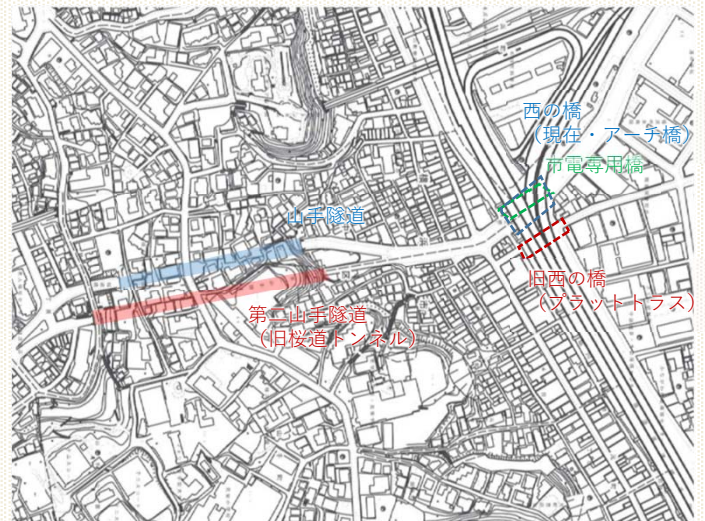 西の橋
（現在・アーチ橋）
市電専用橋
山手隧道
旧西の橋
（プラットトラス）
第二山手隧道
（旧桜道トンネル）